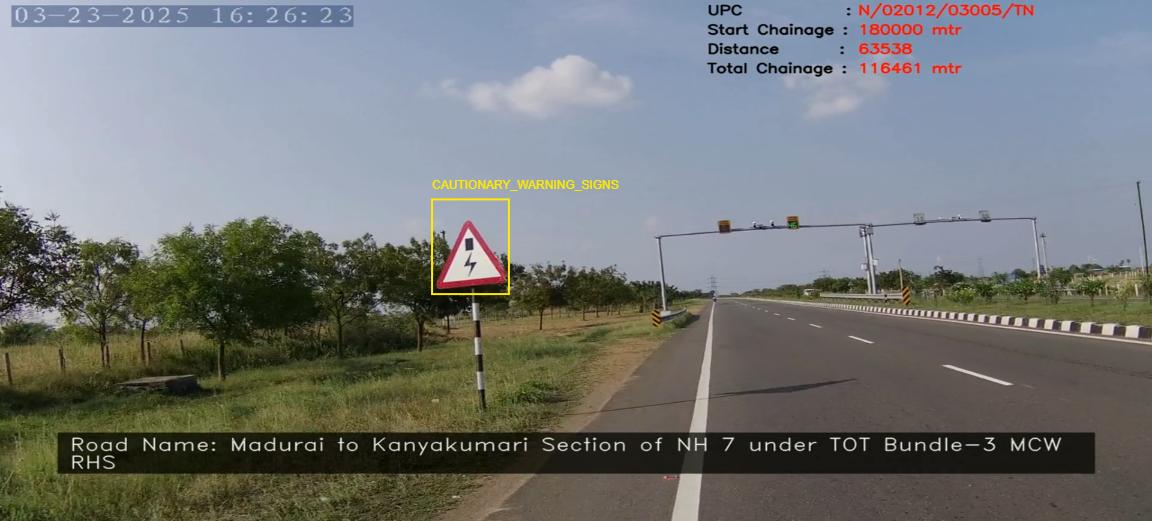 03-23-2025 16:26:23
UPC : N/02012/03005/TN
Start Chainage : 180000 mtr
Distance : 63538
Total Chainage : 116461 mtr
CAUTIONARY_WARNING_SIGNS
Road Name: Madurai to Kanyakumari Section of NH 7 under TOT Bundle-3 MCW
RHS